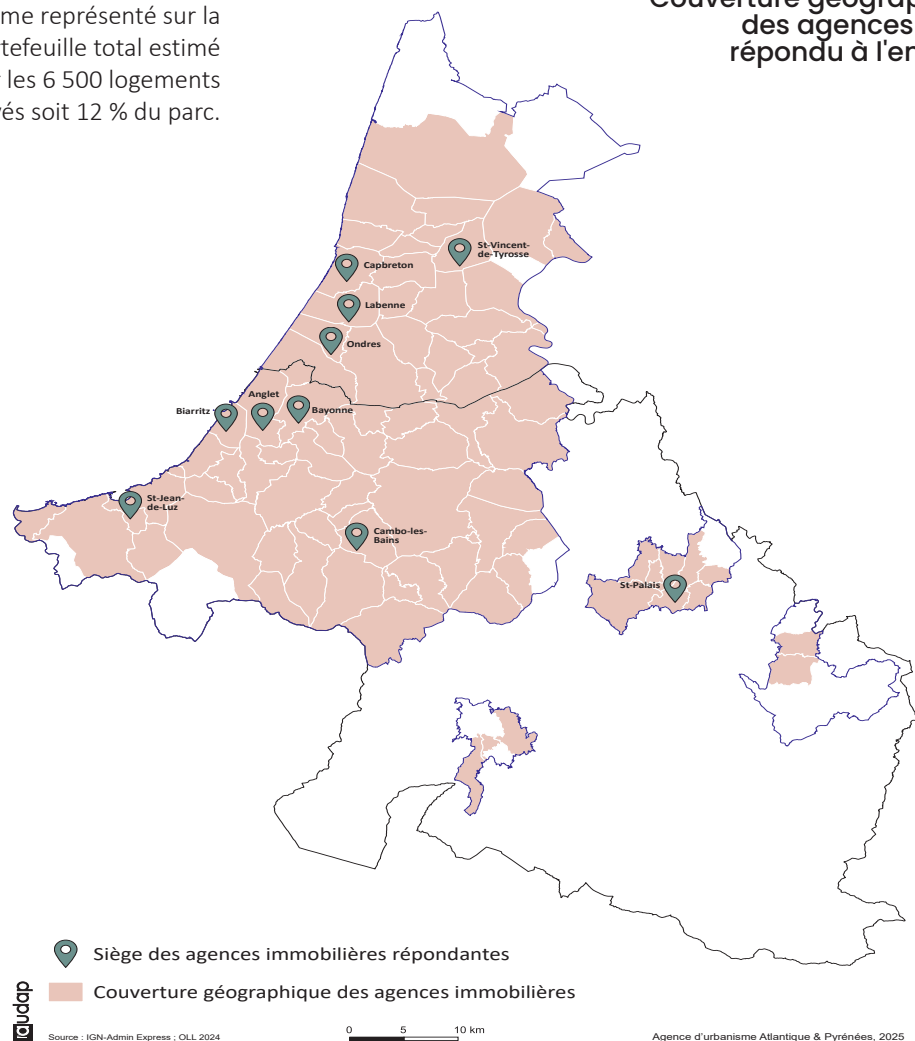 me représenté sur la
tefeuille total estimé
les 6 500 logements
és soit 12 % du parc.
Couverture géograp
des agences
répondu à l'en
St-Vincent-
de-Tyrosse
Capbreton
Labenne
Ondres
Anglet
Biarritz
Bayonne
St-Jean-
de-Luz
Cambo-les-
Bains
St-Palais
Siège des agences immobilières répondantes
Couverture géographique des agences immobilières
audap
Source : IGN-Admin Express ; OLL 2024
0 5 10 km
Agence d'urbanisme Atlantique & Pyrénées, 2025